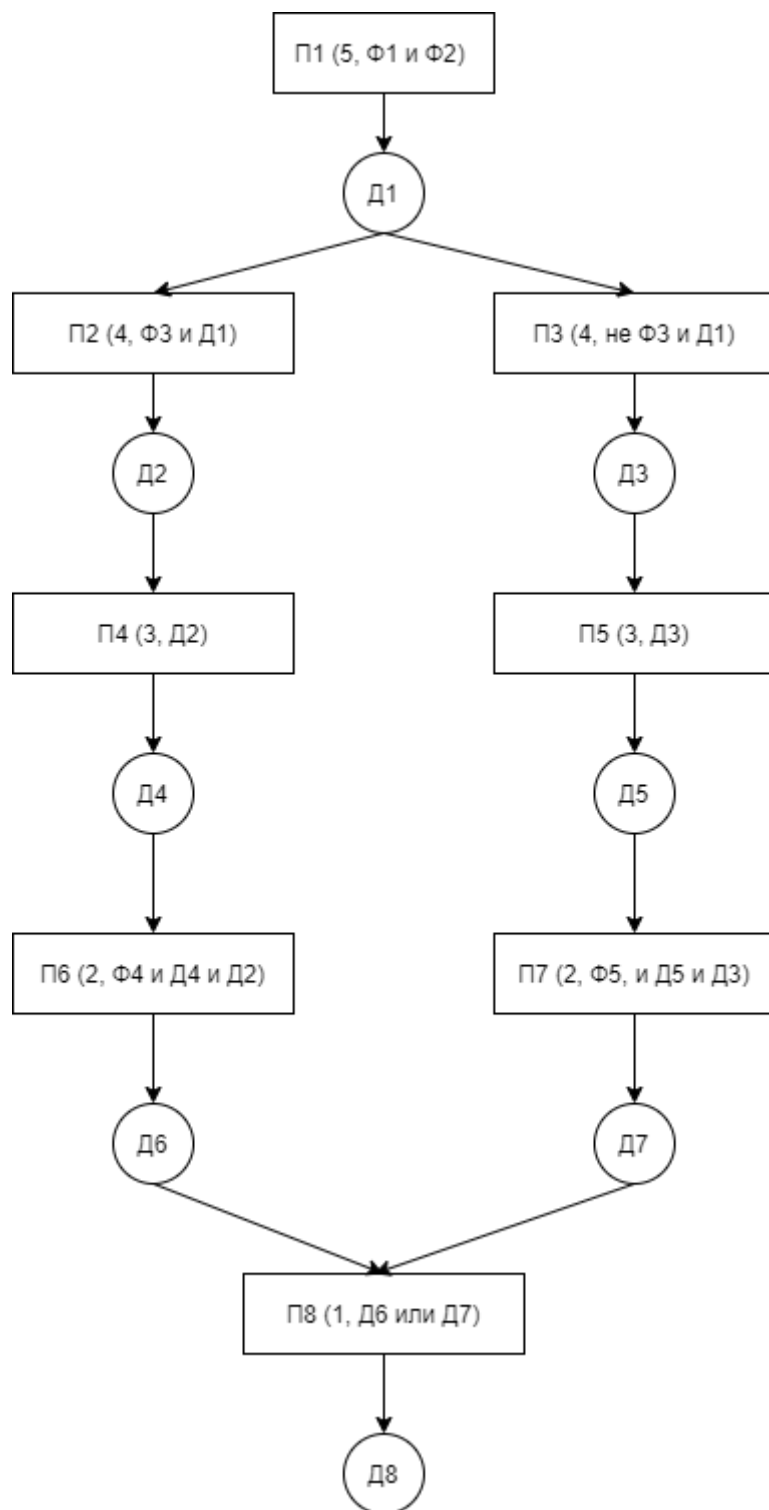 П1 (5, Ф1 и Ф2)
Д1
П2 (4, Ф3 и Д1)
П3 (4, не Ф3 и Д1)
Д2
Д3
П4 (3, Д2)
П5 (3, Д3)
Д4
Д5
П6 (2, Ф4 и Д4 и Д2)
П7 (2, Ф5, и Д5 и Д3)
Д6
Д7
П8 (1, Д6 или Д7)
Д8